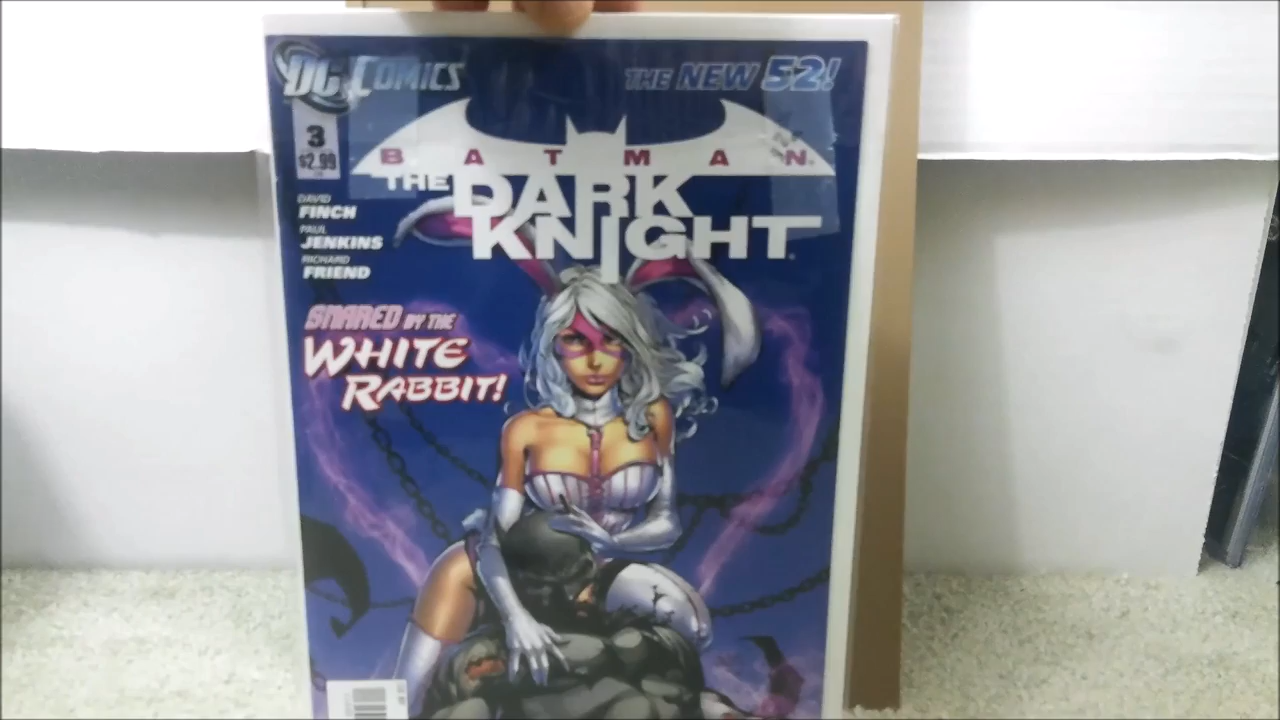 DC COMICS
THE NEW 52!
3
$2.99
BATMAN
THE DARK
KNIGHT
DAVID
FINCH
PAUL
JENKINS
RICHARD
FRIEND
SNARED BY THE
WHITE
RABBIT!